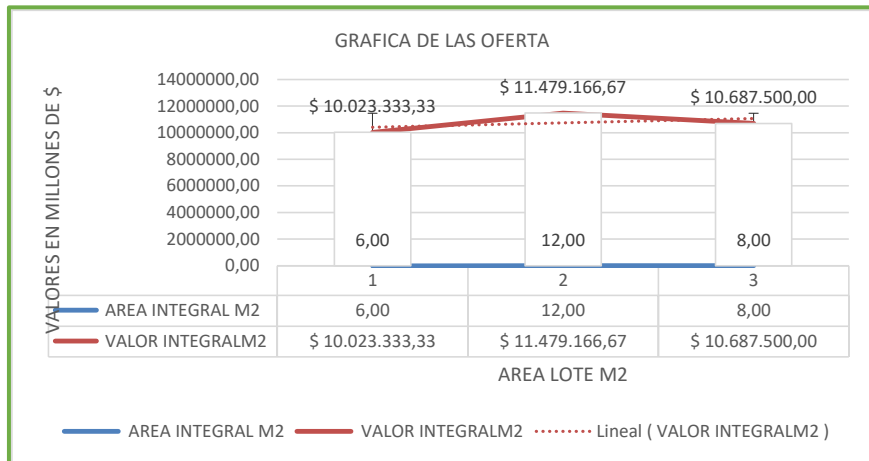 GRAFICA DE LAS OFERTA
VALORES EN MILLONES DE $
14000000,00
12000000,00
10000000,00
8000000,00
6000000,00
4000000,00
2000000,00
0,00
$ 10.023.333,33
$ 11.479.166,67
$ 10.687.500,00
6,00
12,00
8,00
1 2 3
AREA INTEGRAL M2 6,00 12,00 8,00
VALOR INTEGRALM2 $ 10.023.333,33 $ 11.479.166,67 $ 10.687.500,00
AREA LOTE M2
AREA INTEGRAL M2 VALOR INTEGRALM2 Lineal ( VALOR INTEGRALM2 )